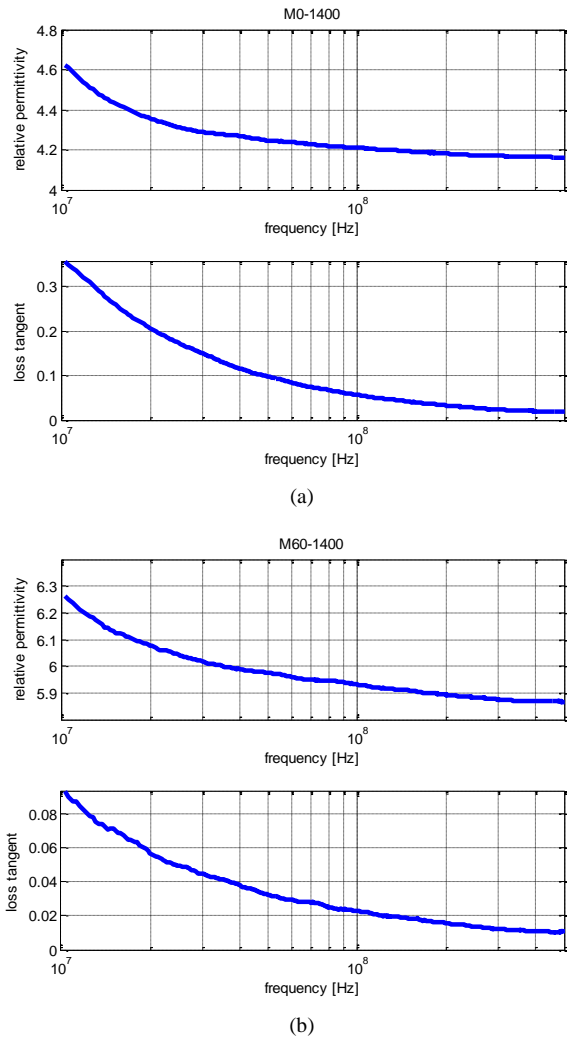 M0-1400
4.8
4.6
4.4
4.2
4
relative permittivity
10^7
10^8
frequency [Hz]
0.3
0.2
0.1
0
loss tangent
10^7
10^8
frequency [Hz]
(a)
M60-1400
6.3
6.2
6.1
6
5.9
relative permittivity
10^7
10^8
frequency [Hz]
0.08
0.06
0.04
0.02
0
loss tangent
10^7
10^8
frequency [Hz]
(b)